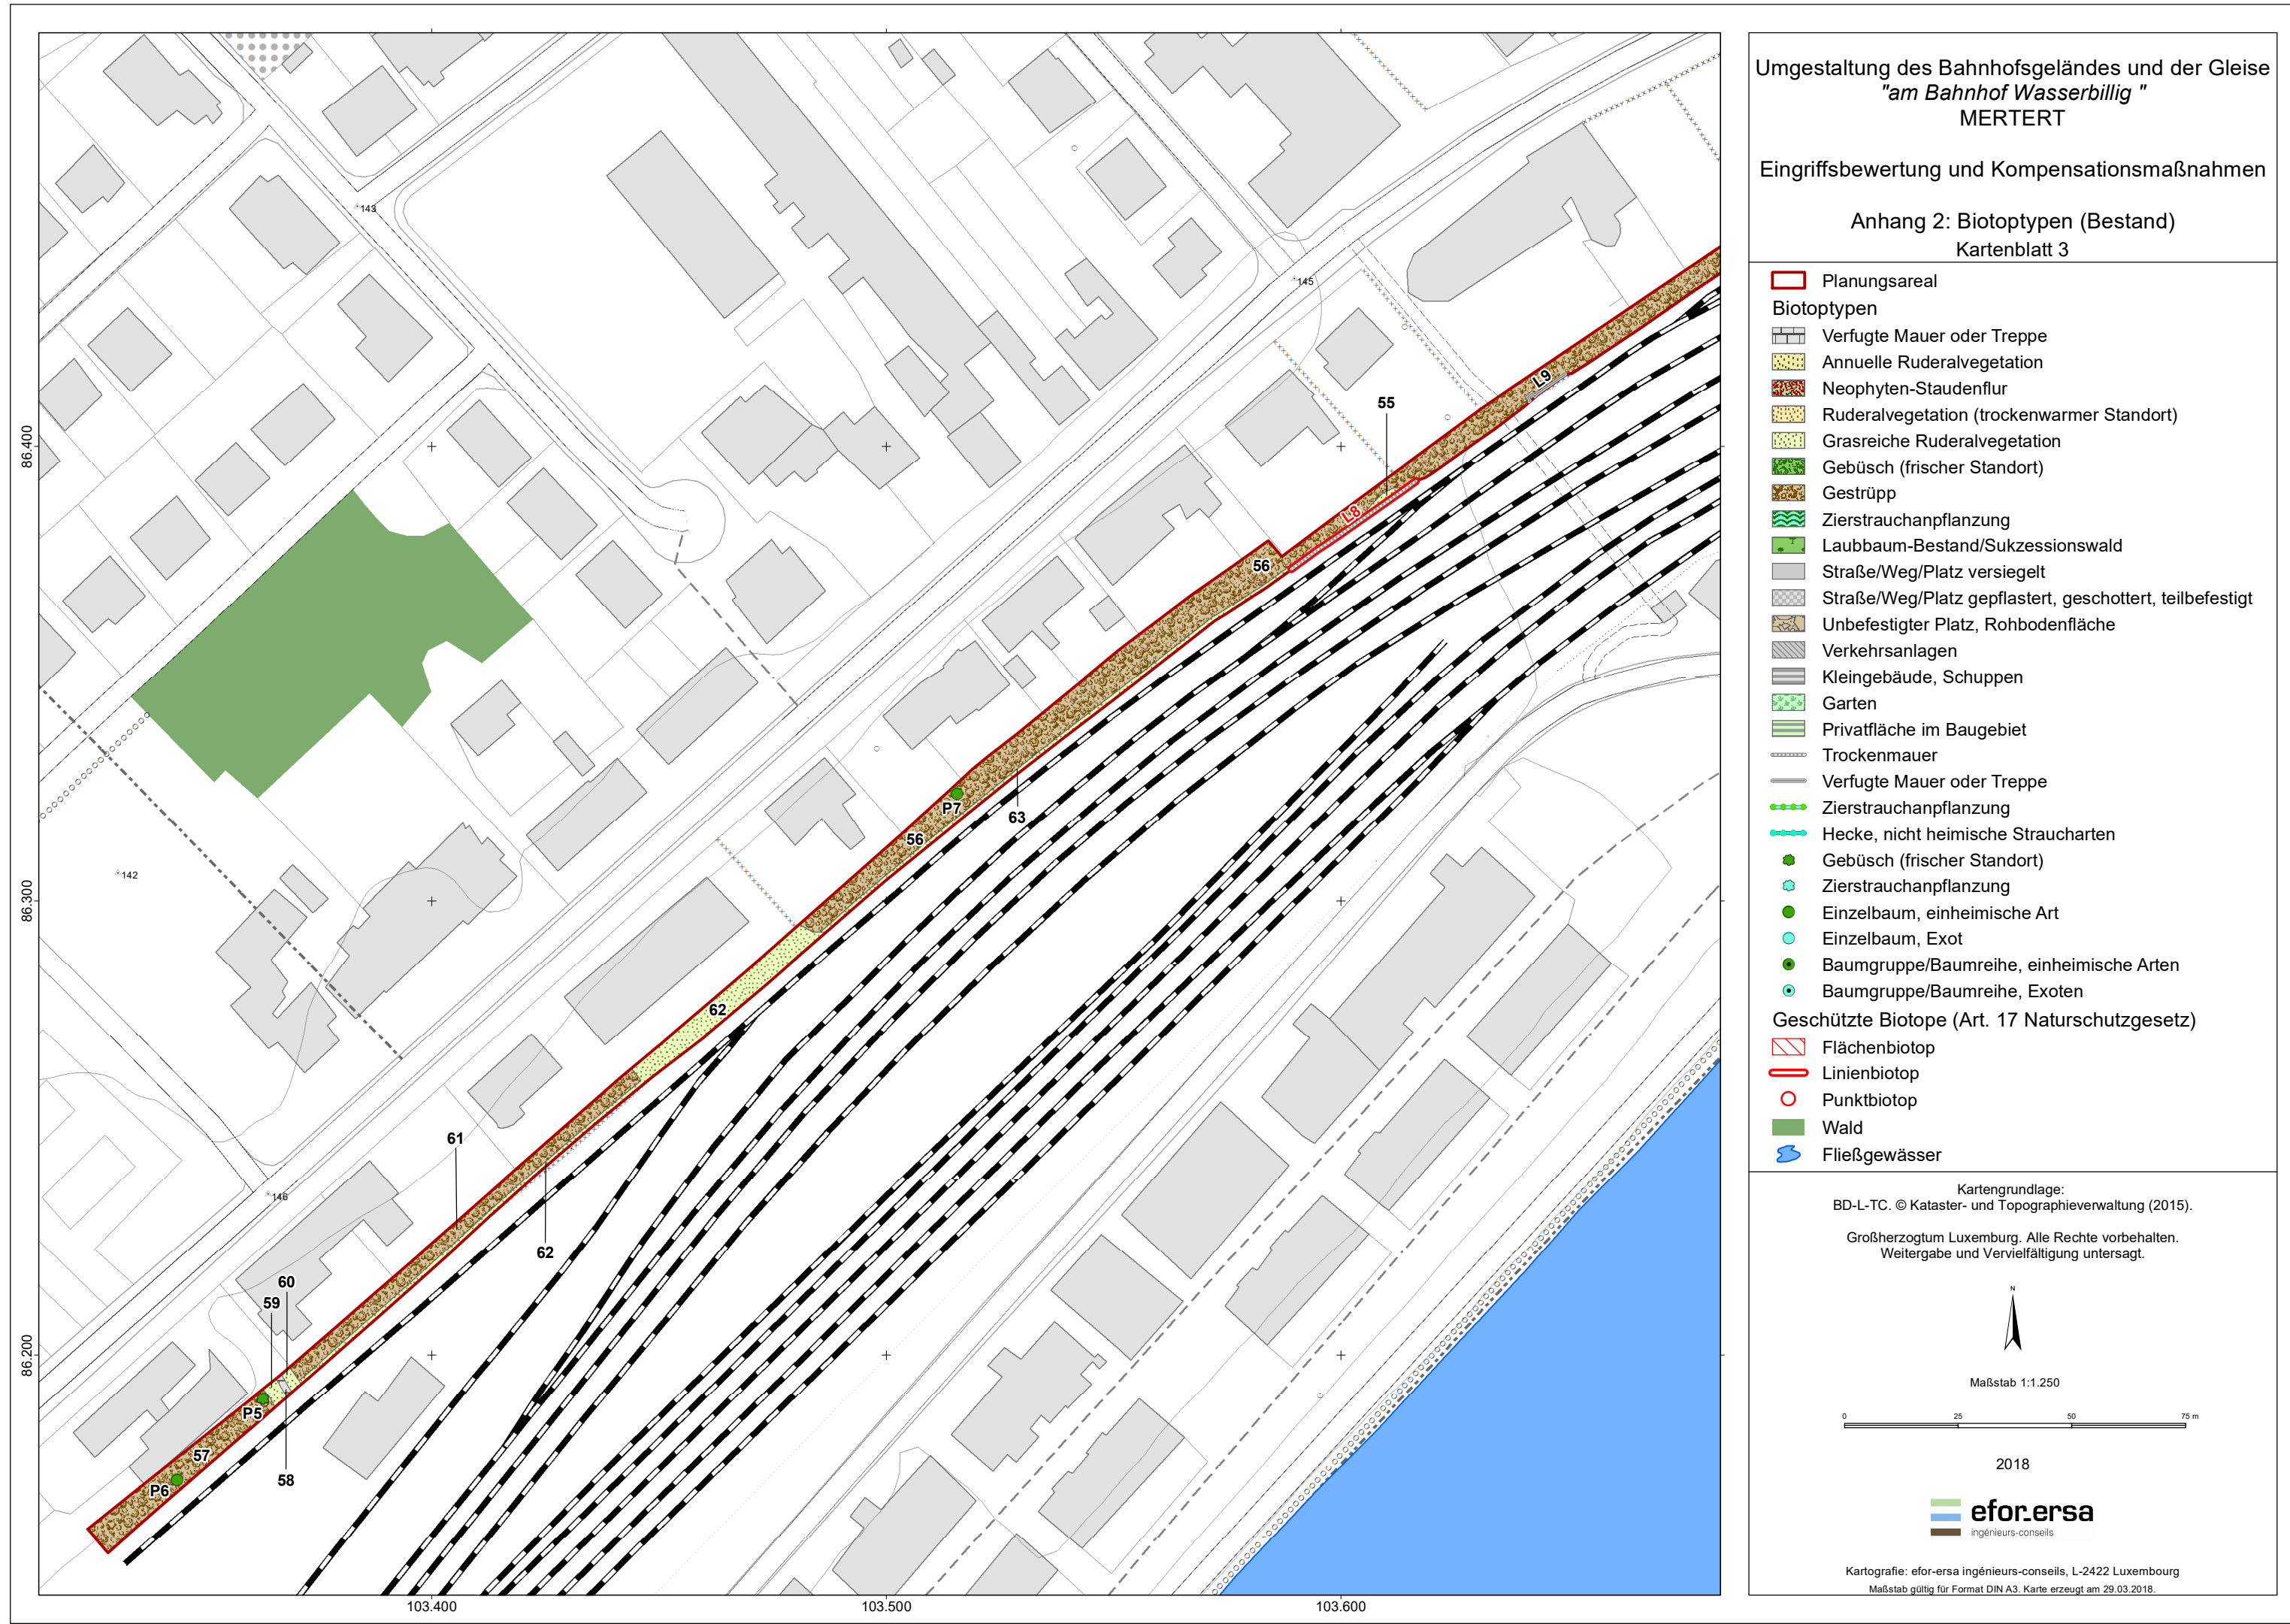 Umgestaltung des Bahnhofsgeländes und der Gleise
"am Bahnhof Wasserbillig "
MERTERT
Eingriffsbewertung und Kompensationsmaßnahmen
Anhang 2: Biotoptypen (Bestand)
Kartenblatt 3
Planungsareal
Biotoptypen
Verfugte Mauer oder Treppe
Annuelle Ruderalvegetation
Neophyten-Staudenflur
Ruderalvegetation (trockenwarmer Standort)
Grasreiche Ruderalvegetation
Gebüsch (frischer Standort)
Gestrüpp
Zierstrauchanpflanzung
Laubbaum-Bestand/Sukzessionswald
Straße/Weg/Platz versiegelt
Straße/Weg/Platz gepflastert, geschottert, teilbefestigt
Unbefestigter Platz, Rohbodenfläche
Verkehrsanlagen
Kleingebäude, Schuppen
Garten
Privatfläche im Baugebiet
Trockenmauer
Verfugte Mauer oder Treppe
Zierstrauchanpflanzung
Hecke, nicht heimische Straucharten
Gebüsch (frischer Standort)
Zierstrauchanpflanzung
Einzelbaum, einheimische Art
Einzelbaum, Exot
Baumgruppe/Baumreihe, einheimische Arten
Baumgruppe/Baumreihe, Exoten
Geschützte Biotope (Art. 17 Naturschutzgesetz)
Flächenbiotop
Linienbiotop
Punktbiotop
Wald
Fließgewässer
Kartengrundlage:
BD-L-TC. © Kataster- und Topographieverwaltung (2015).
Großherzogtum Luxemburg. Alle Rechte vorbehalten.
Weitergabe und Vervielfältigung untersagt.
N
Maßstab 1:1.250
0 25 50 75 m
2018
efor_ersa
ingénieurs-conseils
Kartografie: efor-ersa ingénieurs-conseils, L-2422 Luxembourg
Maßstab gültig für Format DIN A3. Karte erzeugt am 29.03.2018.
143
145
L9
55
86.400
L8
56
P7
63
56
142
86.300
62
61
146
62
60
59
86.200
P5
57
58
P6
103.400
103.500
103.600